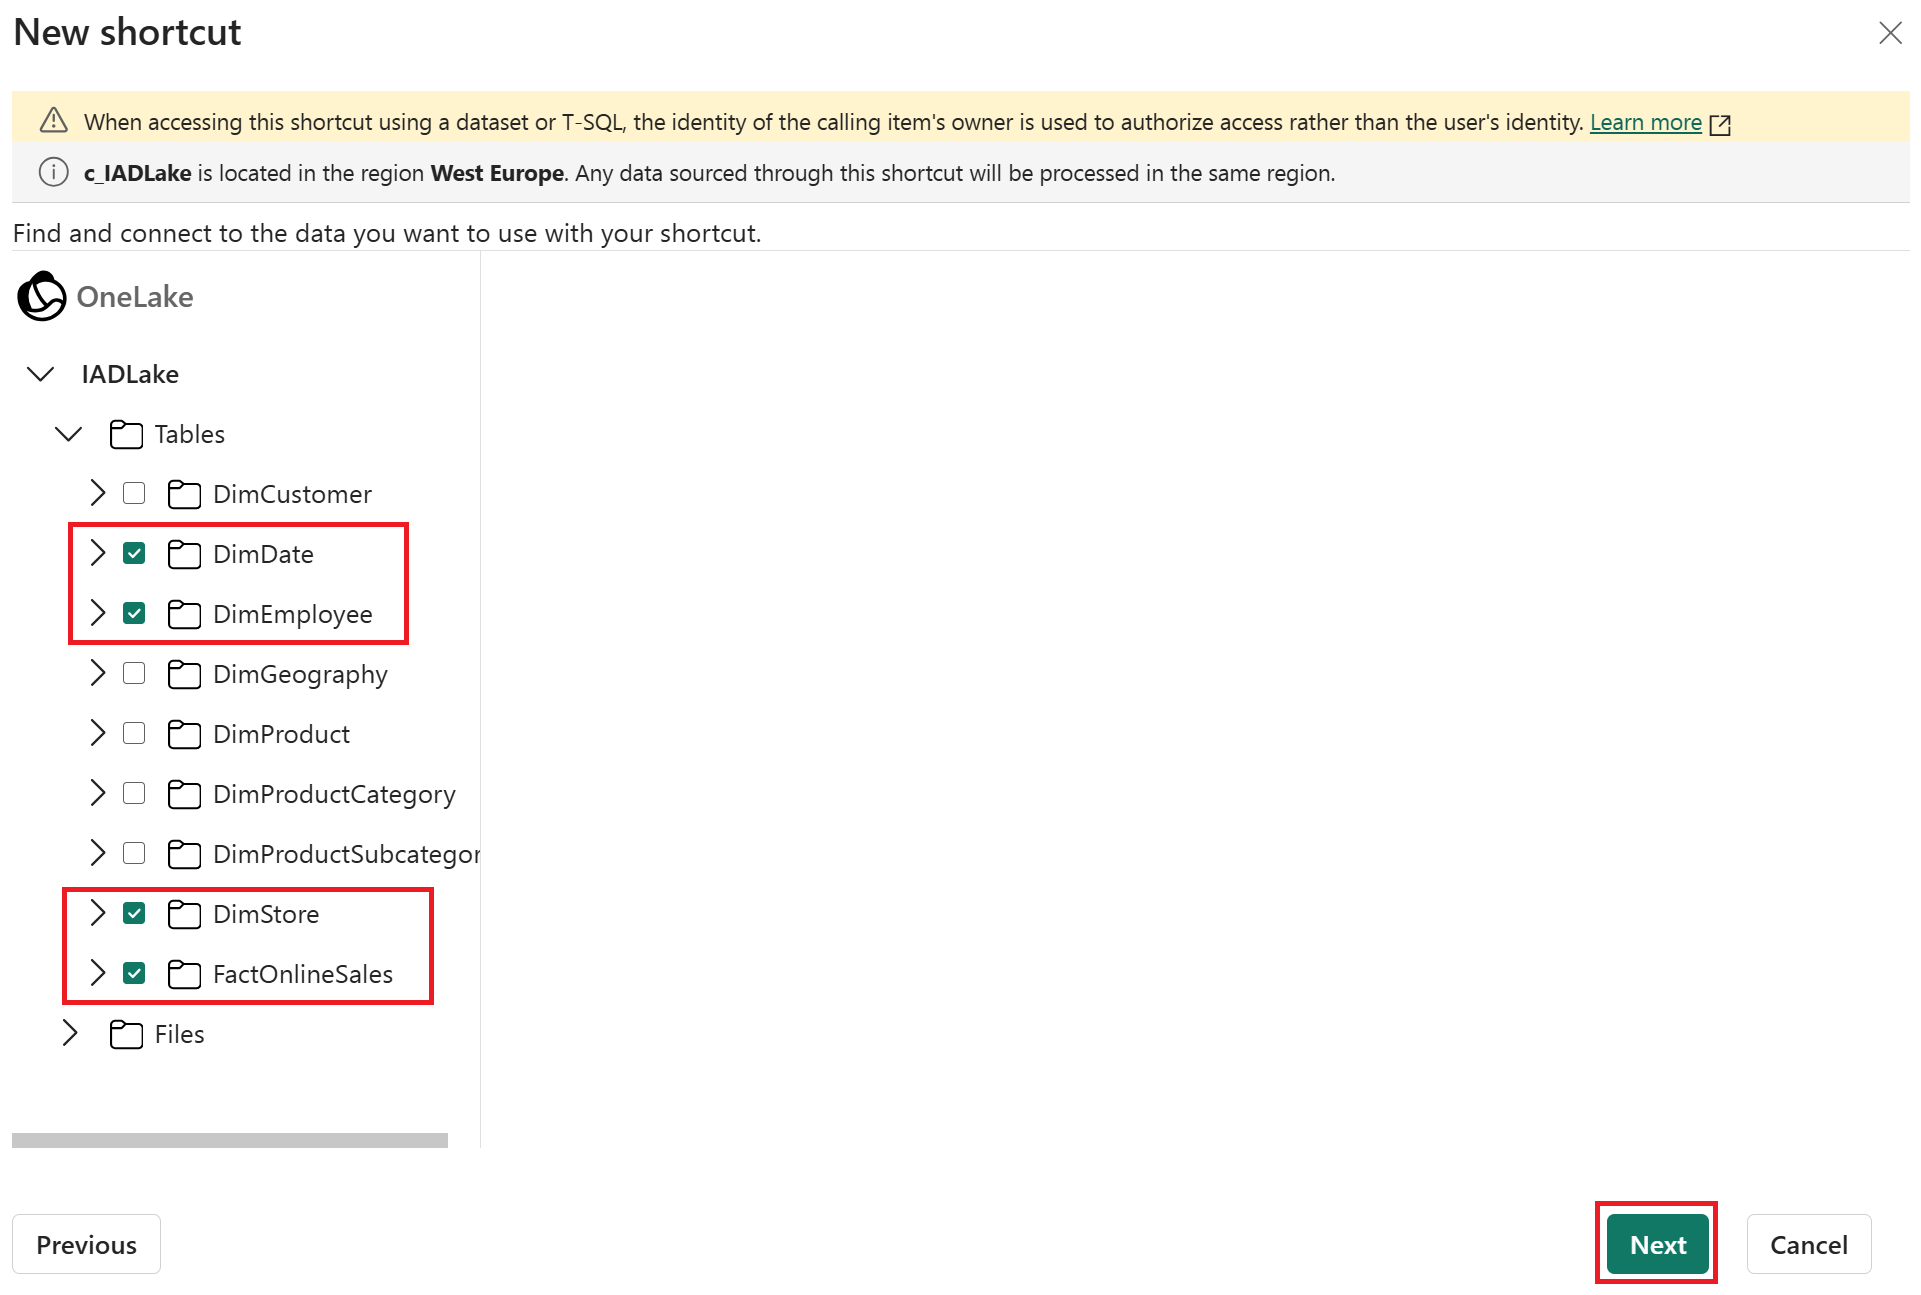 New shortcut
When accessing this shortcut using a dataset or T-SQL, the identity of the calling item's owner is used to authorize access rather than the user's identity. Learn more
c_IADLake is located in the region West Europe. Any data sourced through this shortcut will be processed in the same region.
Find and connect to the data you want to use with your shortcut.
OneLake
IADLake
Tables
DimCustomer
DimDate
DimEmployee
DimGeography
DimProduct
DimProductCategory
DimProductSubcategor
DimStore
FactOnlineSales
Files
Previous
Next
Cancel